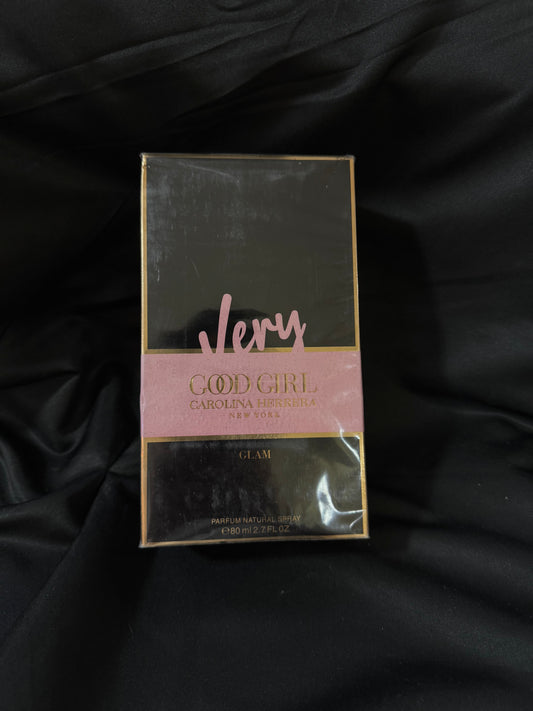 Very
GOOD GIRL
CAROLINA HERRERA
NEW YORK
GLAM
PARFUM NATURAL SPRAY
℮80 ml 2.7 FL OZ